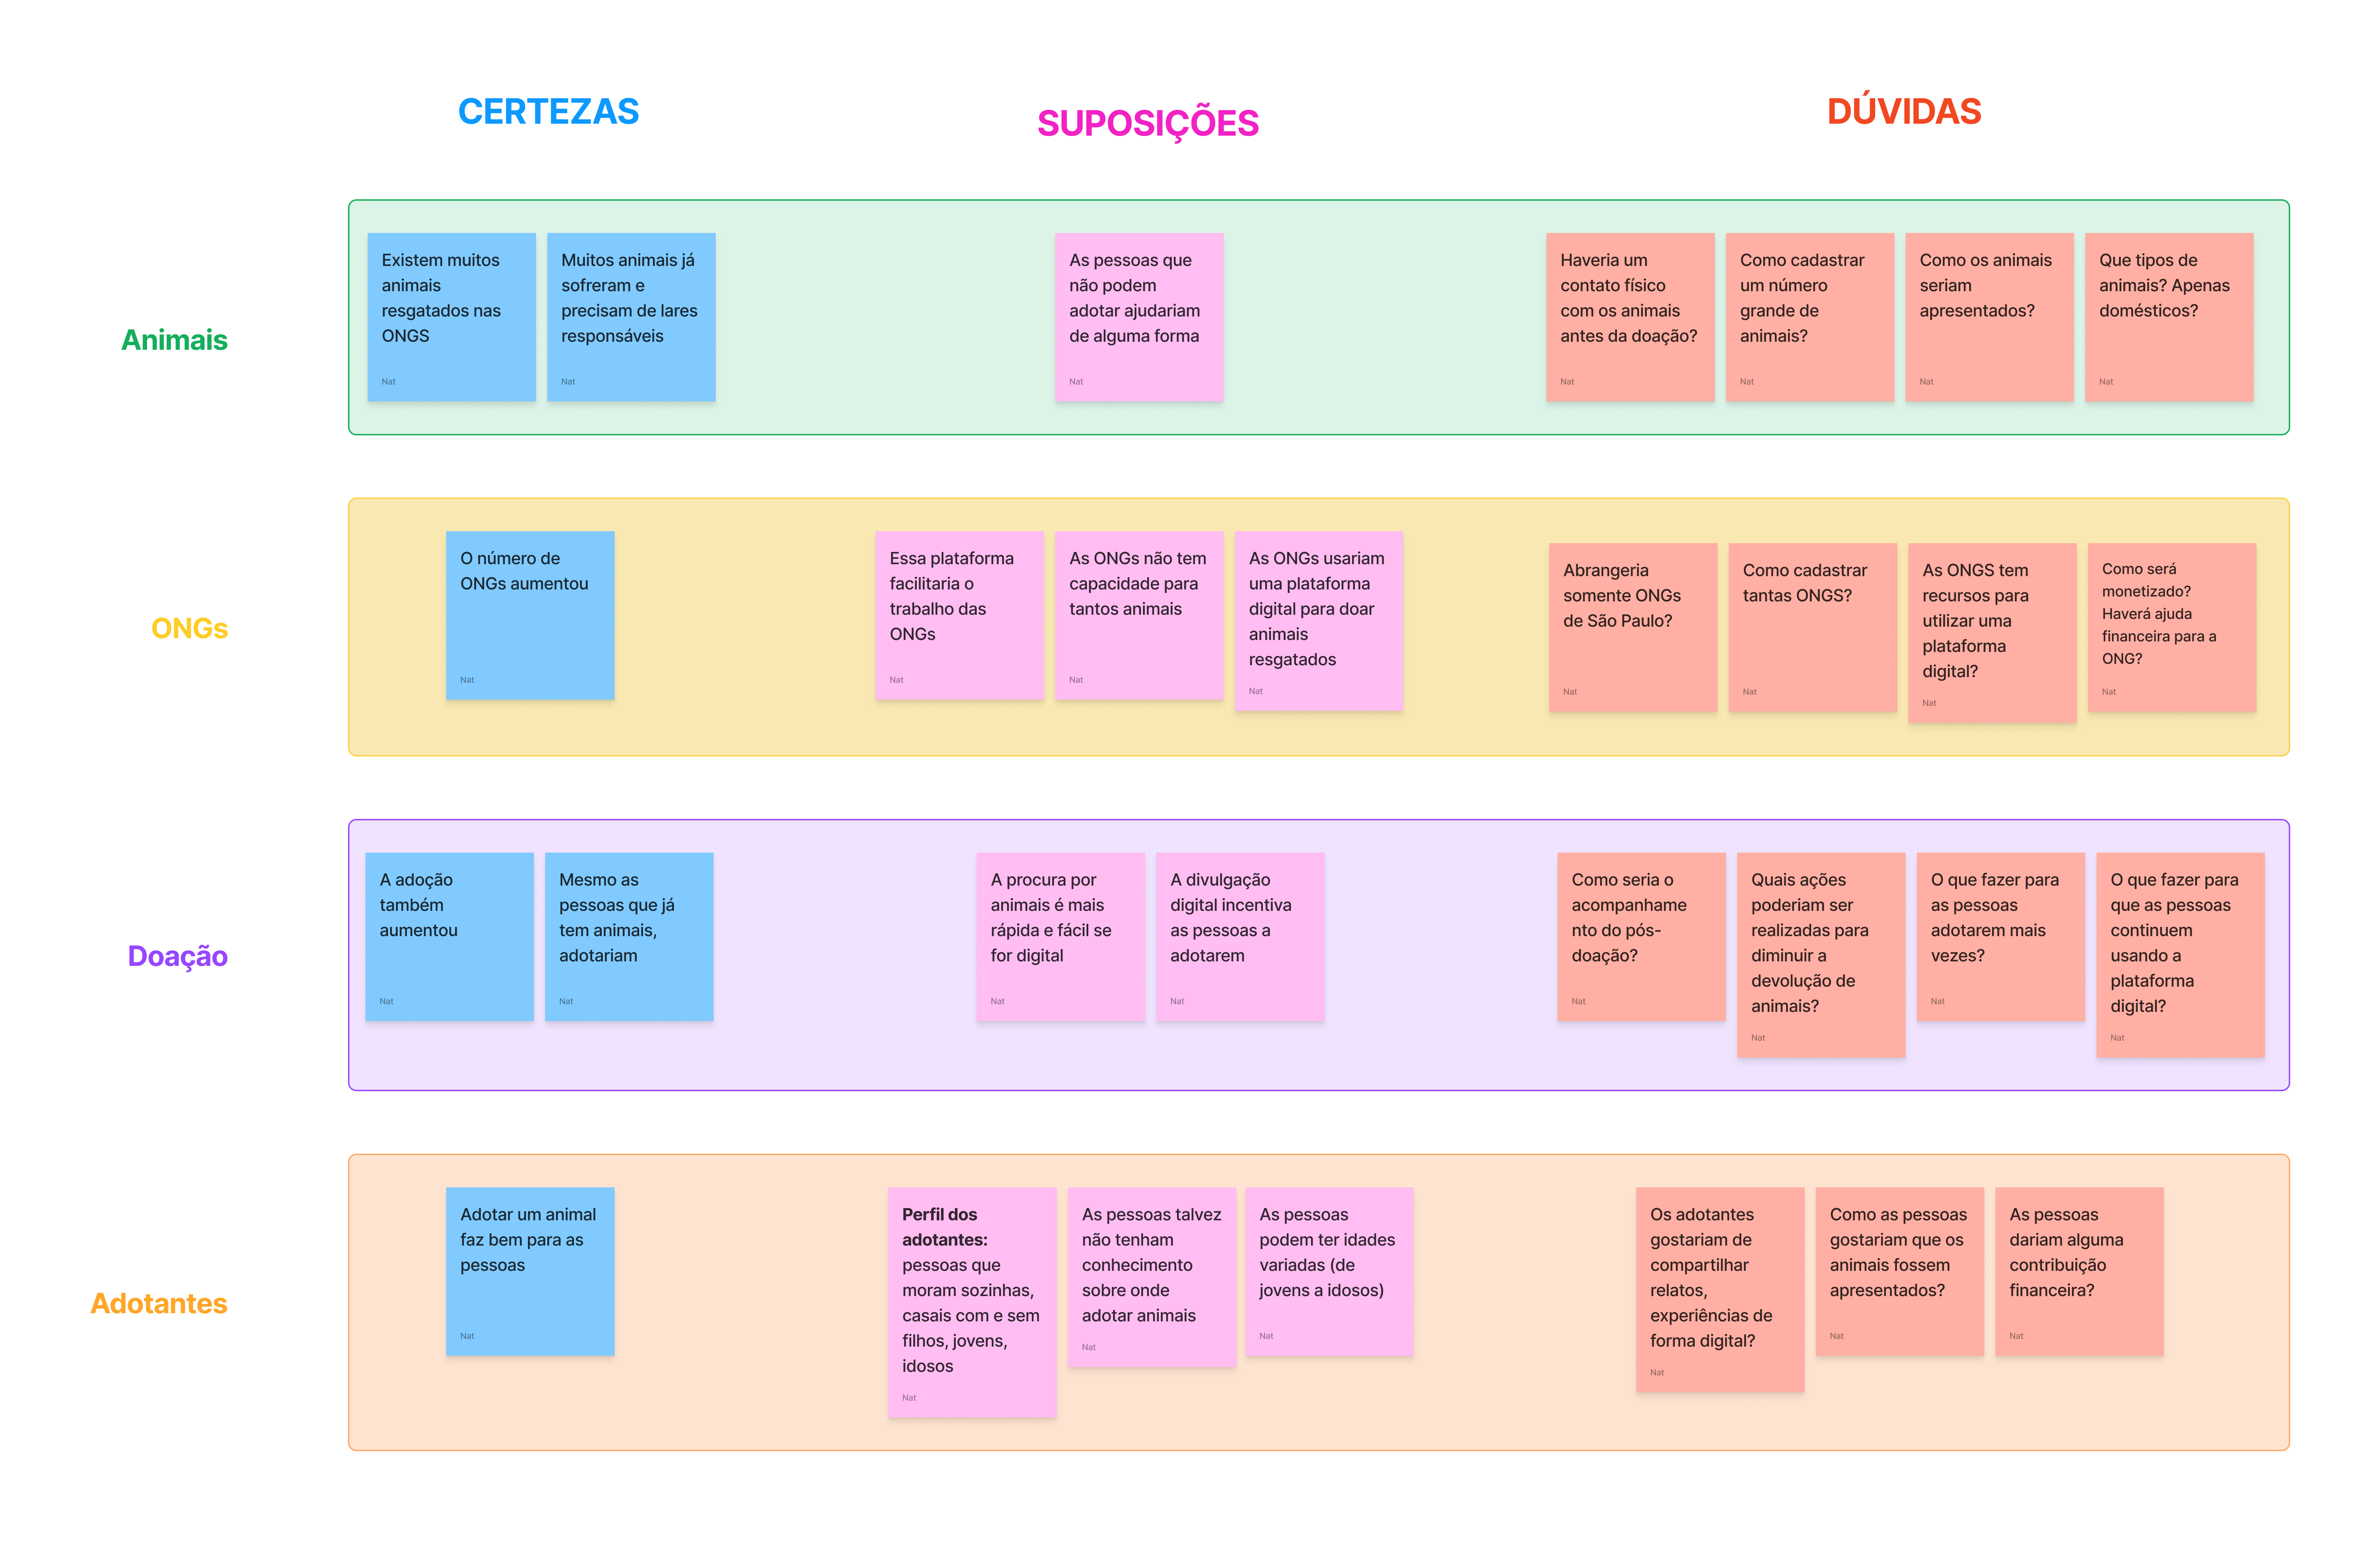 CERTEZAS
SUPOSIÇÕES
DÚVIDAS
Animais
Existem muitos
animais
resgatados nas
ONGS
Nat
Muitos animais já
sofreram e
precisam de lares
responsáveis
Nat
As pessoas que
não podem
adotar ajudariam
de alguma forma
Nat
Haveria um
contato físico
com os animais
antes da doação?
Nat
Como cadastrar
um número
grande de
animais?
Nat
Como os animais
seriam
apresentados?
Nat
Que tipos de
animais? Apenas
domésticos?
Nat
ONGs
O número de
ONGs aumentou
Nat
Essa plataforma
facilitaria o
trabalho das
ONGs
Nat
As ONGs não tem
capacidade para
tantos animais
Nat
As ONGs usariam
uma plataforma
digital para doar
animais
resgatados
Nat
Abrangeria
somente ONGs
de São Paulo?
Nat
Como cadastrar
tantas ONGS?
Nat
As ONGS tem
recursos para
utilizar uma
plataforma
digital?
Nat
Como será
monetizado?
Haverá ajuda
financeira para a
ONG?
Nat
Doação
A adoção
também
aumentou
Nat
Mesmo as
pessoas que já
tem animais,
adotariam
Nat
A procura por
animais é mais
rápida e fácil se
for digital
Nat
A divulgação
digital incentiva
as pessoas a
adotarem
Nat
Como seria o
acompanhame
nto do pós-
doação?
Nat
Quais ações
poderiam ser
realizadas para
diminuir a
devolução de
animais?
Nat
O que fazer para
as pessoas
adotarem mais
vezes?
Nat
O que fazer para
que as pessoas
continuem
usando a
plataforma
digital?
Nat
Adotantes
Adotar um animal
faz bem para as
pessoas
Nat
Perfil dos
adotantes:
pessoas que
moram sozinhas,
casais com e sem
filhos, jovens,
idosos
Nat
As pessoas talvez
não tenham
conhecimento
sobre onde
adotar animais
Nat
As pessoas
podem ter idades
variadas (de
jovens a idosos)
Nat
Os adotantes
gostariam de
compartilhar
relatos,
experiências de
forma digital?
Nat
Como as pessoas
gostariam que os
animais fossem
apresentados?
Nat
As pessoas
dariam alguma
contribuição
financeira?
Nat